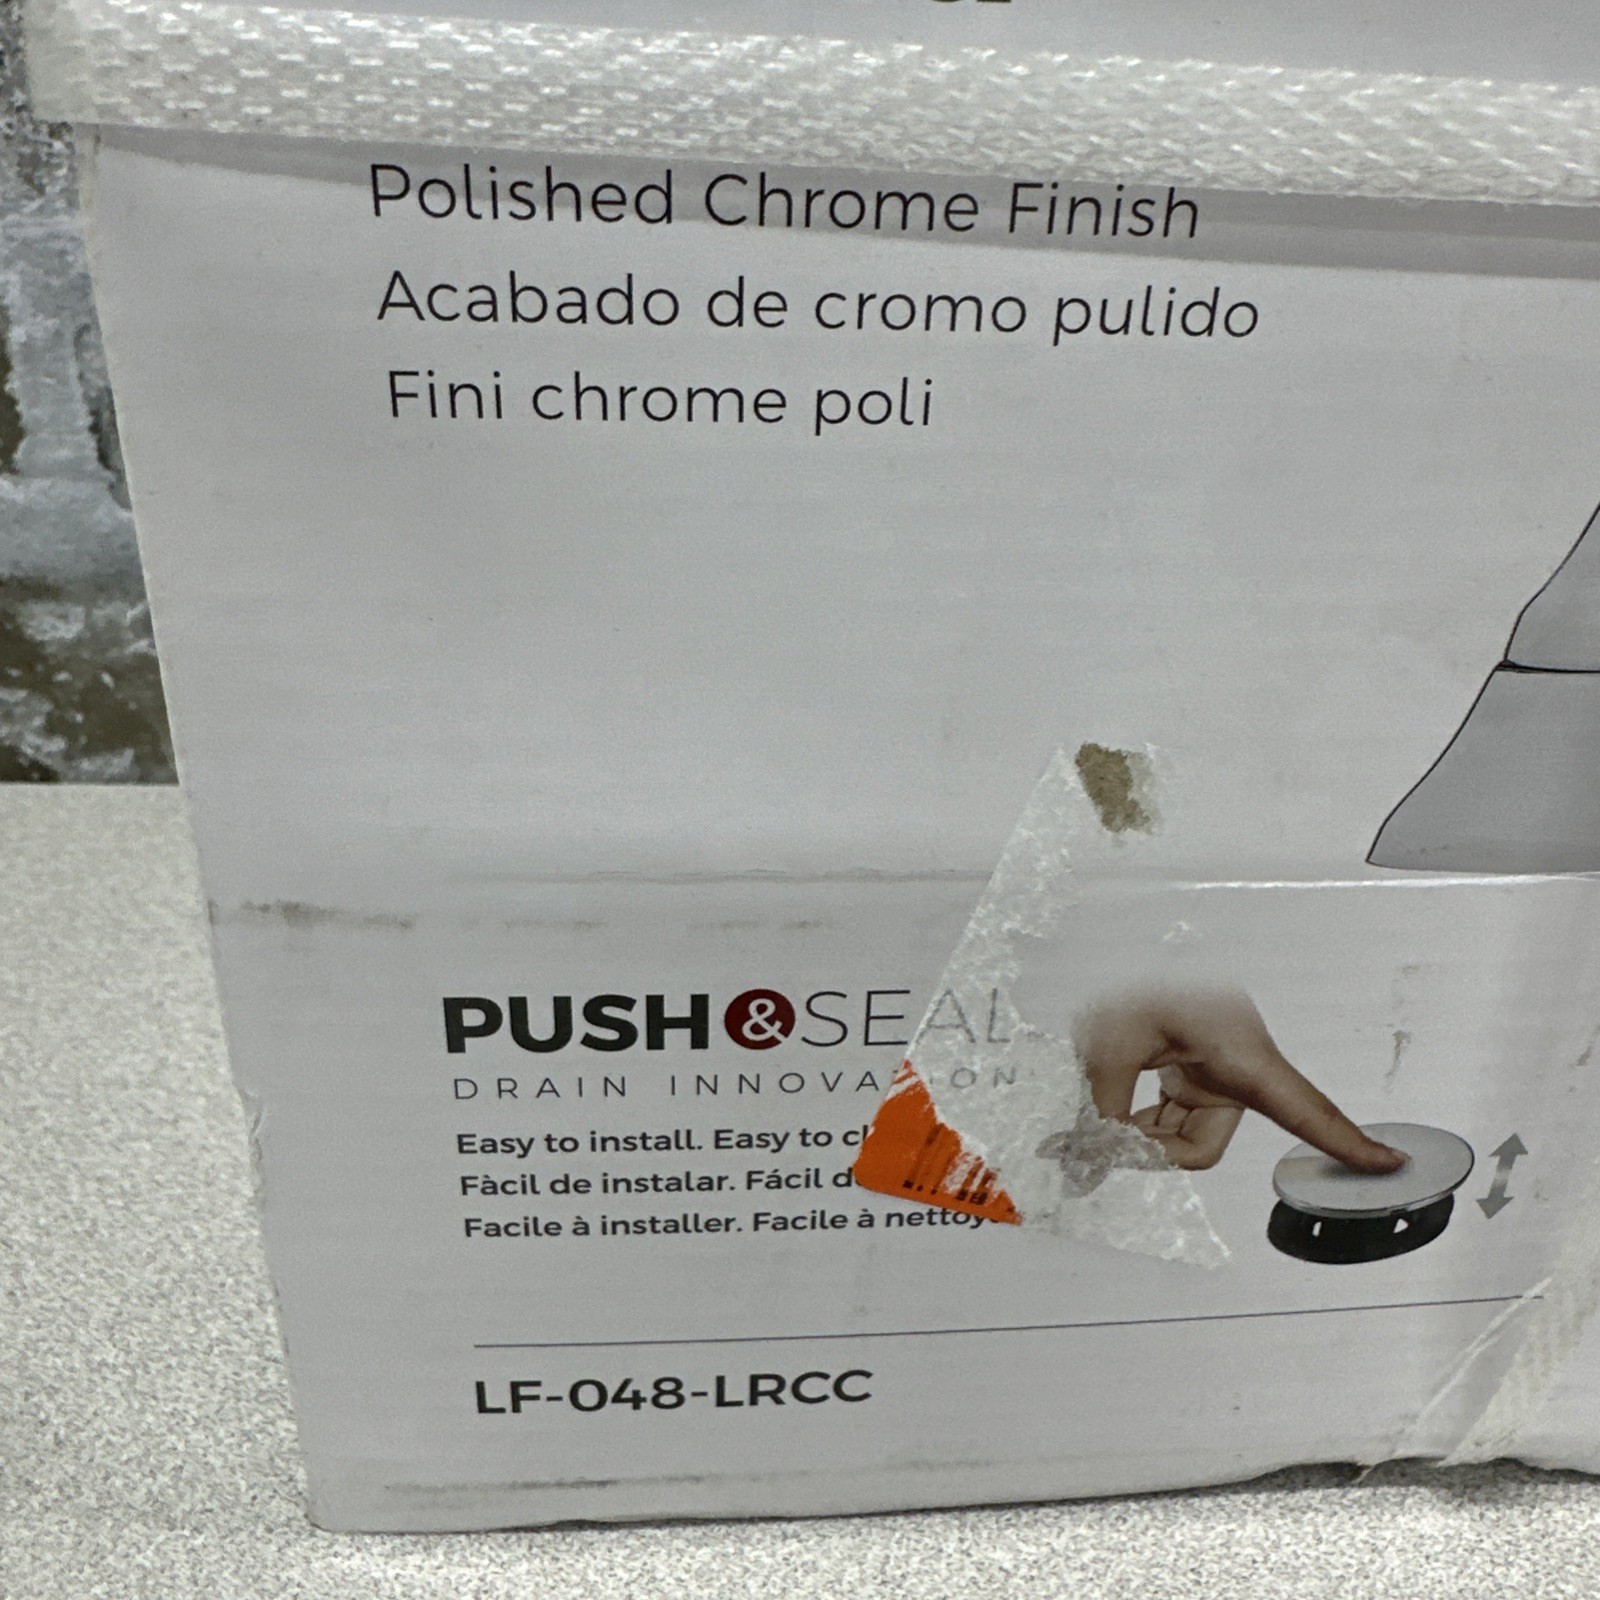 Polished Chrome Finish
Acabado de cromo pulido
Fini chrome poli
PUSH&SEAL
DRAIN
Easy to install. Easy to
Fàcil de instalar. Fácil
Facile à installer. Facile à
LF-048-LRCC